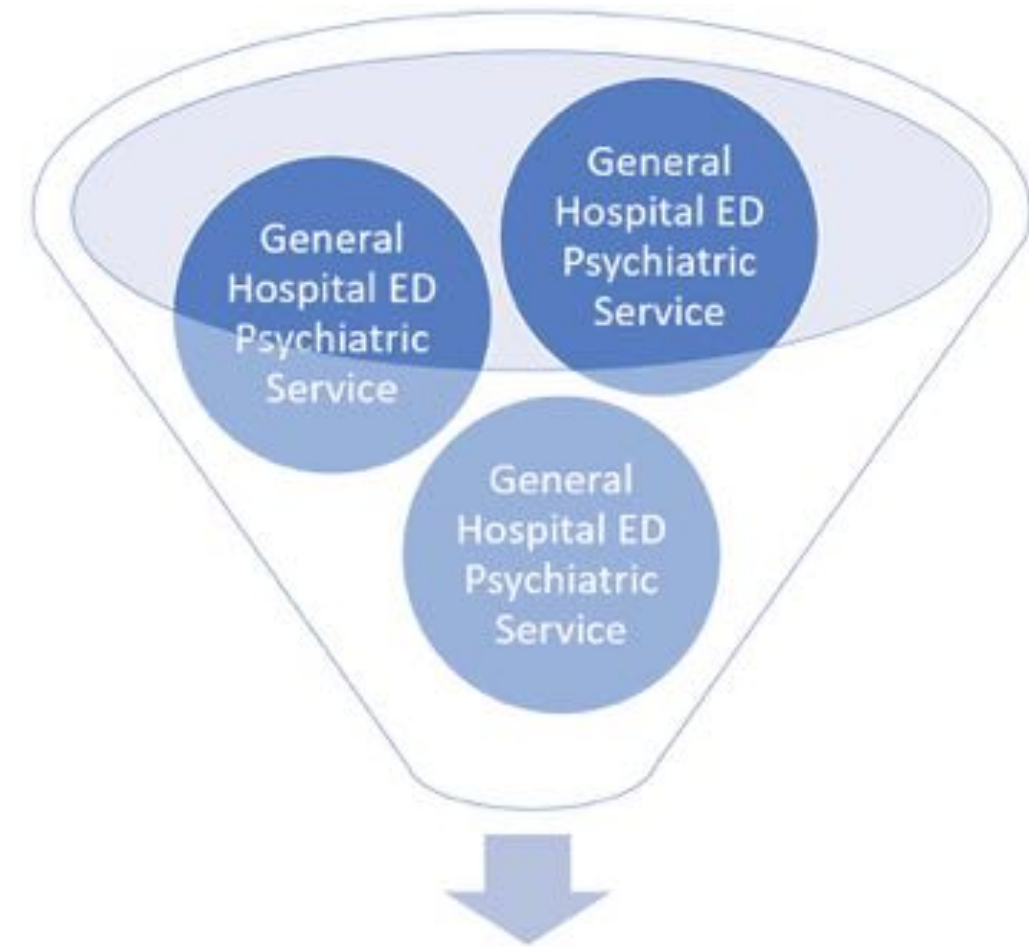 General
Hospital ED
Psychiatric
Service
General
Hospital ED
Psychiatric
Service
General
Hospital ED
Psychiatric
Service